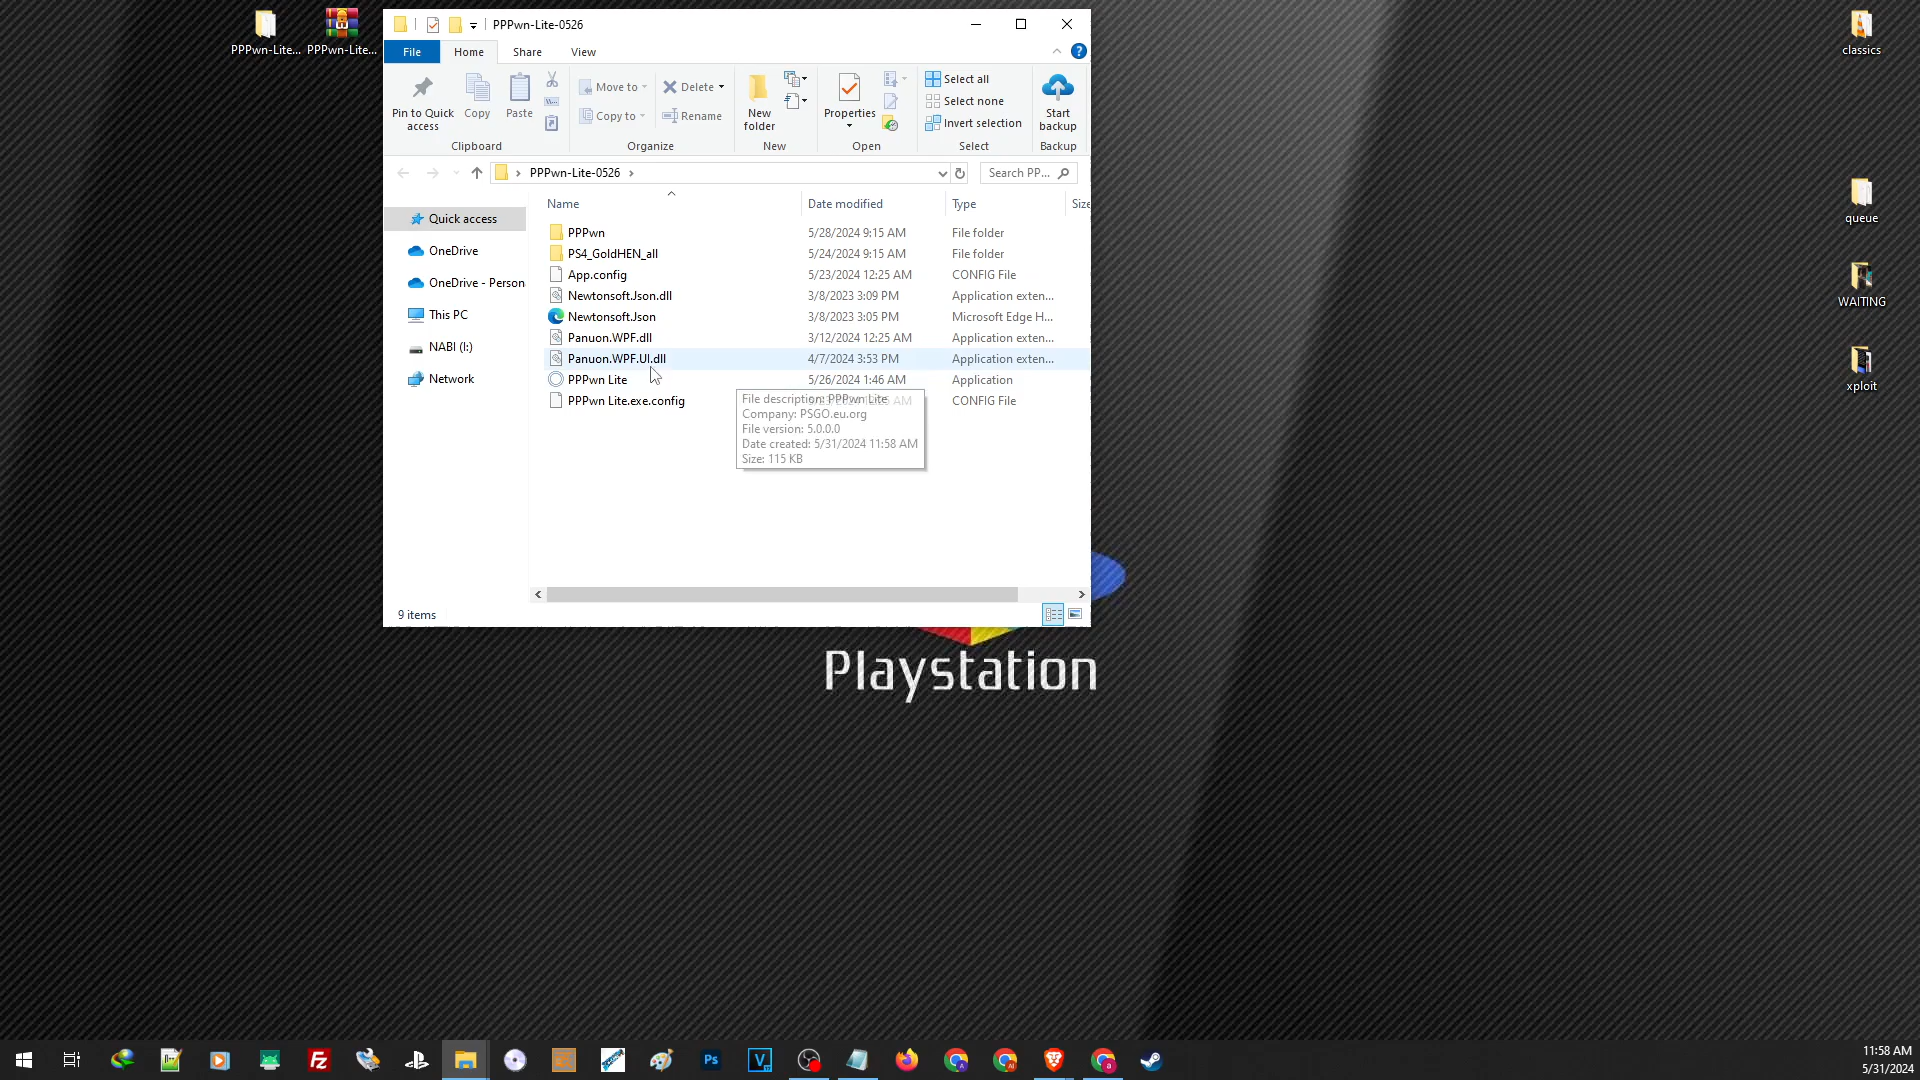 PPPwn-Lite...
PPPwn-Lite...
PPPwn-Lite-0526
File
Home
Share
View
Pin to Quick access
Copy
Paste
Move to
Copy to
Delete
Rename
New folder
Properties
Select all
Select none
Invert selection
Start backup
Clipboard
Organize
New
Open
Select
Backup
PPPwn-Lite-0526
Search PP...
Name
Date modified
Type
Size
Quick access
OneDrive
OneDrive - Person
This PC
NABI (I:)
Network
PPPwn 5/28/2024 9:15 AM File folder
PS4_GoldHEN_all 5/24/2024 9:15 AM File folder
App.config 5/23/2024 12:25 AM CONFIG File
Newtonsoft.Json.dll 3/8/2023 3:09 PM Application exten...
Newtonsoft.Json 3/8/2023 3:05 PM Microsoft Edge H...
Panuon.WPF.dll 3/12/2024 12:25 AM Application exten...
Panuon.WPF.UI.dll 4/7/2024 3:53 PM Application exten...
PPPwn Lite 5/26/2024 1:46 AM Application
PPPwn Lite.exe.config CONFIG File
File description: PPPwn Lite
Company: PSGO.eu.org
File version: 5.0.0.0
Date created: 5/31/2024 11:58 AM
Size: 115 KB
9 items
Playstation
classics
queue
WAITING
xploit
11:58 AM
5/31/2024